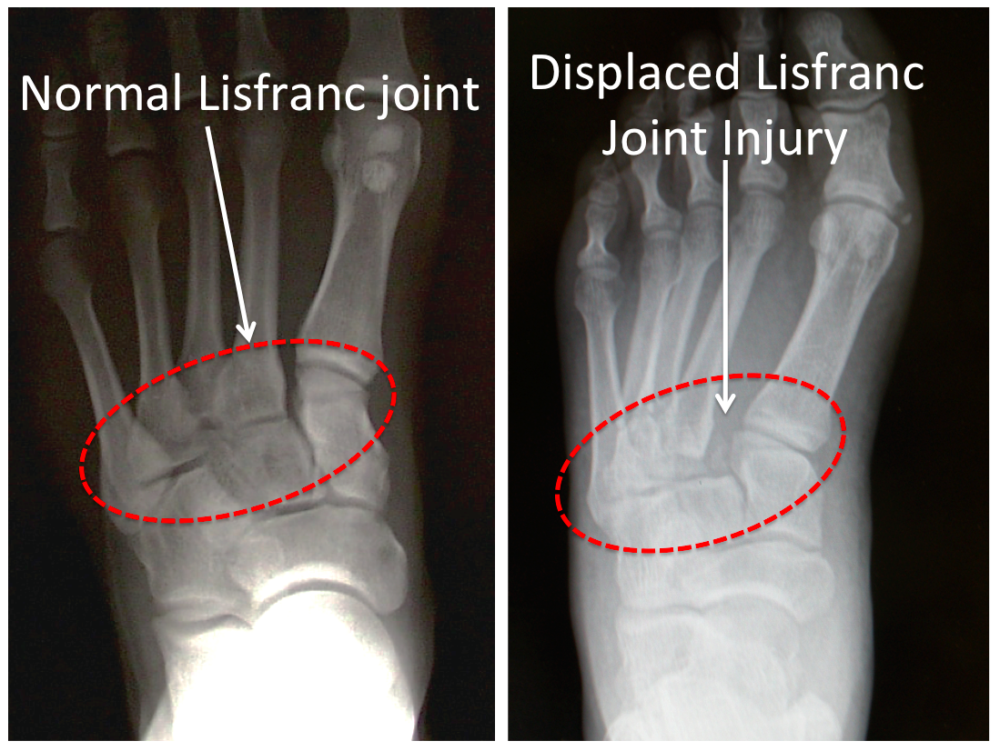 Normal Lisfranc joint
Displaced Lisfranc
Joint Injury